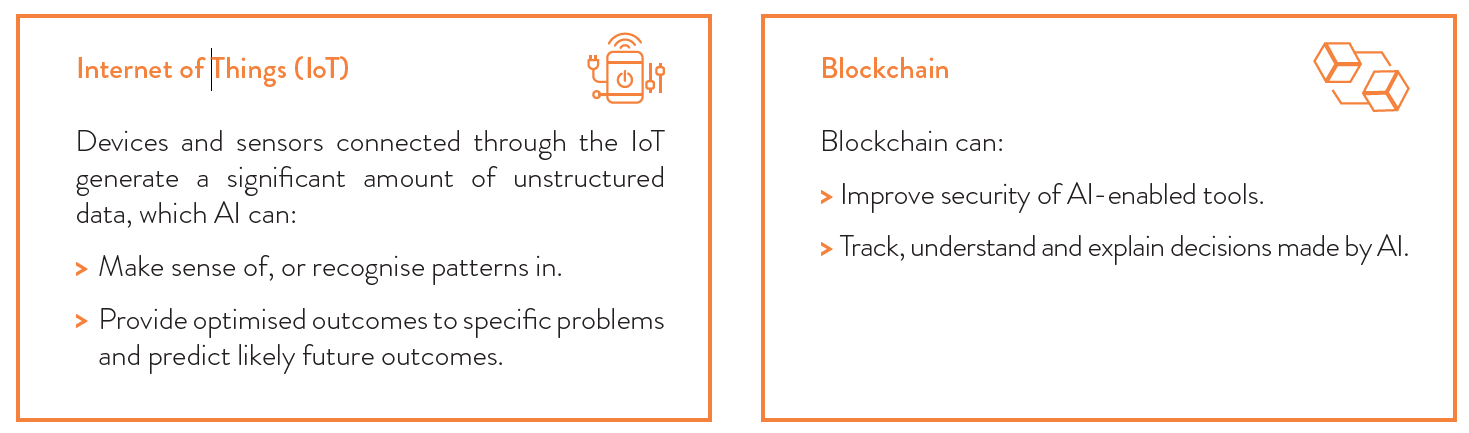 Internet of Things (IoT)
Devices and sensors connected through the IoT
generate a significant amount of unstructured
data, which AI can:
> Make sense of, or recognise patterns in.
> Provide optimised outcomes to specific problems
and predict likely future outcomes.
Blockchain
Blockchain can:
> Improve security of AI-enabled tools.
> Track, understand and explain decisions made by AI.